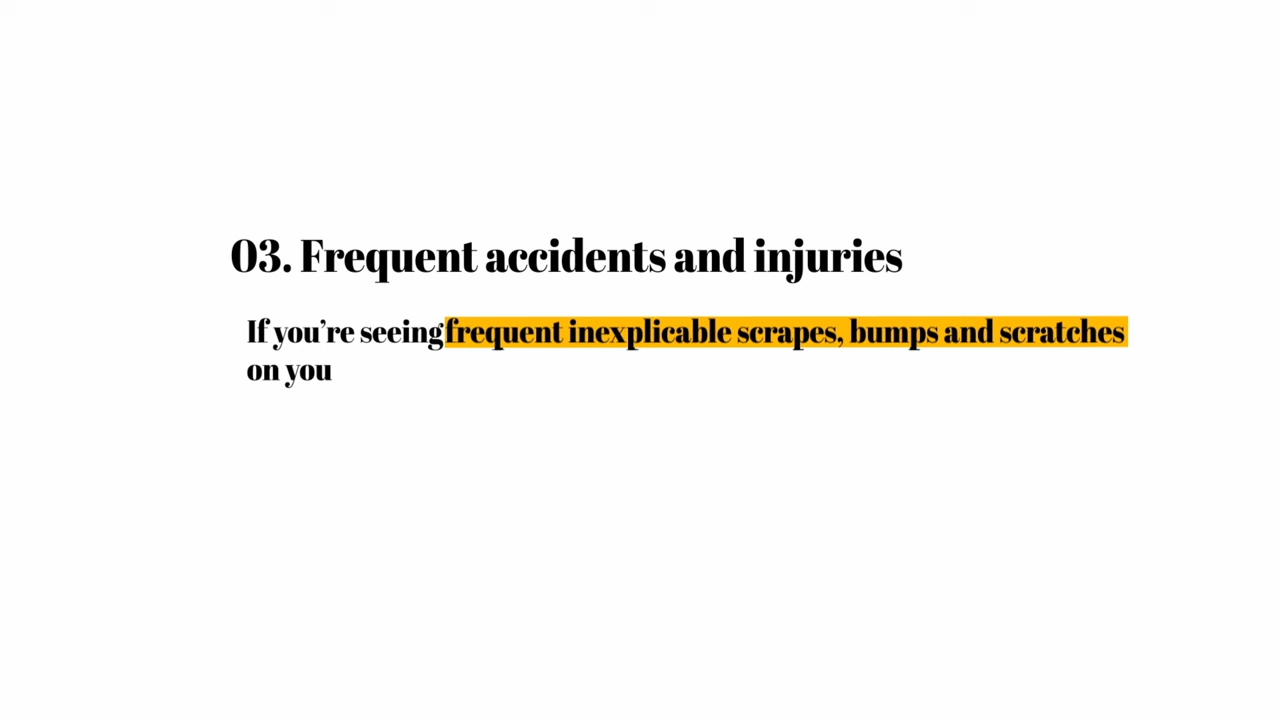 03. Frequent accidents and injuries
If you’re seeing frequent inexplicable scrapes, bumps and scratches
on you